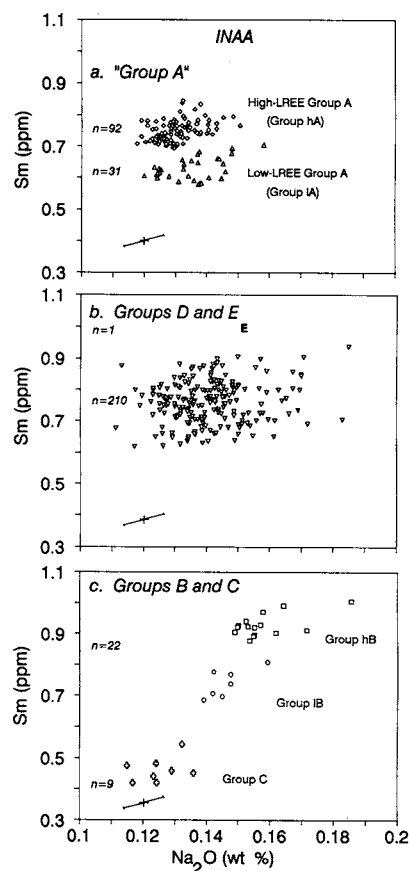 INAA
1.1
a. "Group A"
0.9
High-LREE Group A
(Group hA)
n=92
0.7
n=31
Low-LREE Group A
(Group lA)
0.5
0.3
Sm (ppm)
1.1
b. Groups D and E
n=1
E
0.9
n=210
0.7
0.5
0.3
Sm (ppm)
1.1
c. Groups B and C
0.9
n=22
Group hB
0.7
Group lB
0.5
n=9
Group C
0.3
Sm (ppm)
0.1 0.12 0.14 0.16 0.18 0.2
Na2O (wt %)